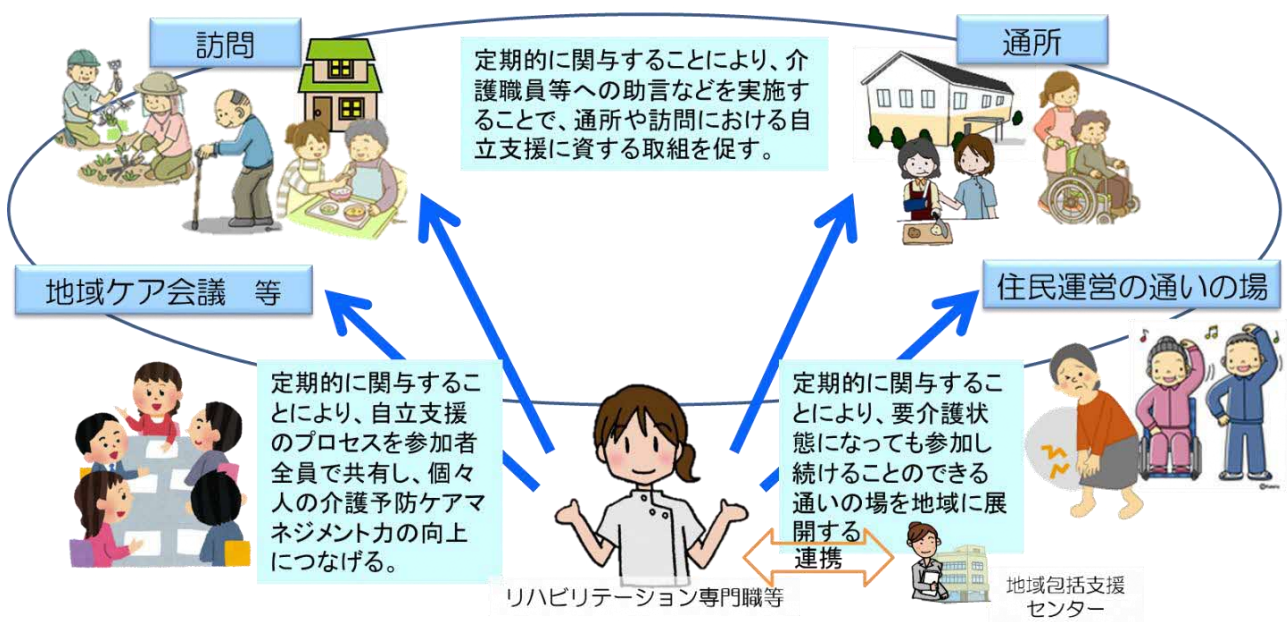 訪問
定期的に関与することにより、介
護職員等への助言などを実施す
ることで、通所や訪問における自
立支援に資する取組を促す。
通所
地域ケア会議　等
住民運営の通いの場
定期的に関与するこ
とにより、自立支援
のプロセスを参加者
全員で共有し、個々
人の介護予防ケアマ
ネジメント力の向上
につなげる。
定期的に関与するこ
とにより、要介護状
態になっても参加し
続けることのできる
通いの場を地域に展
開する
連携
リハビリテーション専門職等
地域包括支援
センター